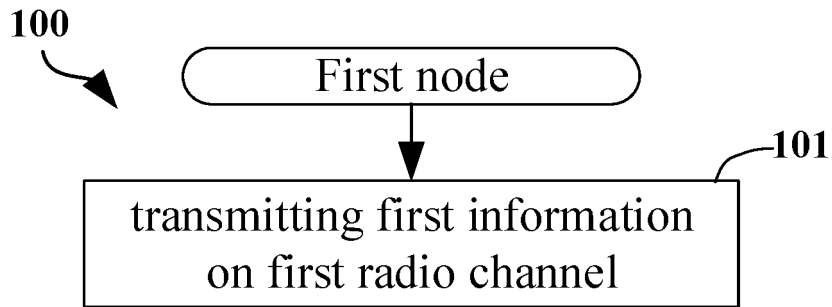 100
First node
101
transmitting first information
on first radio channel